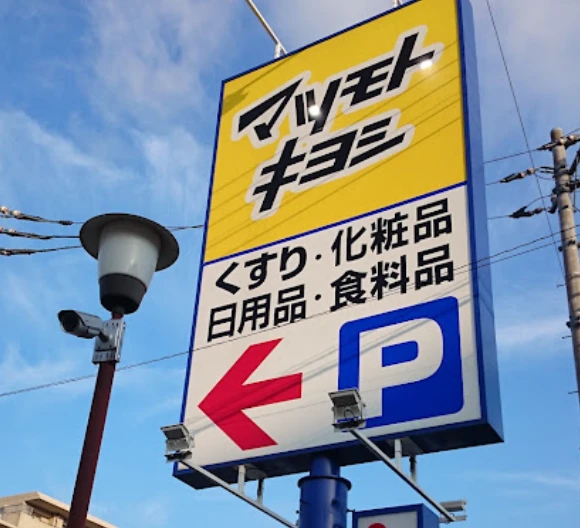 マツモト
キヨシ
くすり・化粧品
日用品・食料品
P